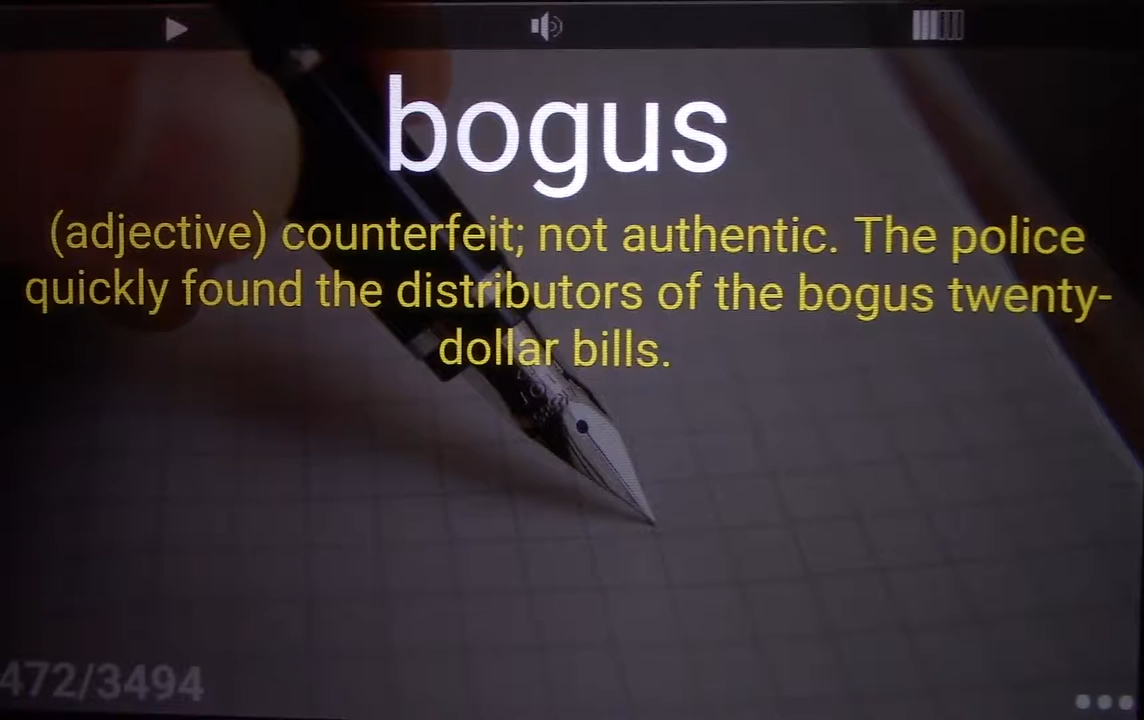 bogus
(adjective) counterfeit; not authentic. The police
quickly found the distributors of the bogus twenty-
dollar bills.
472/3494